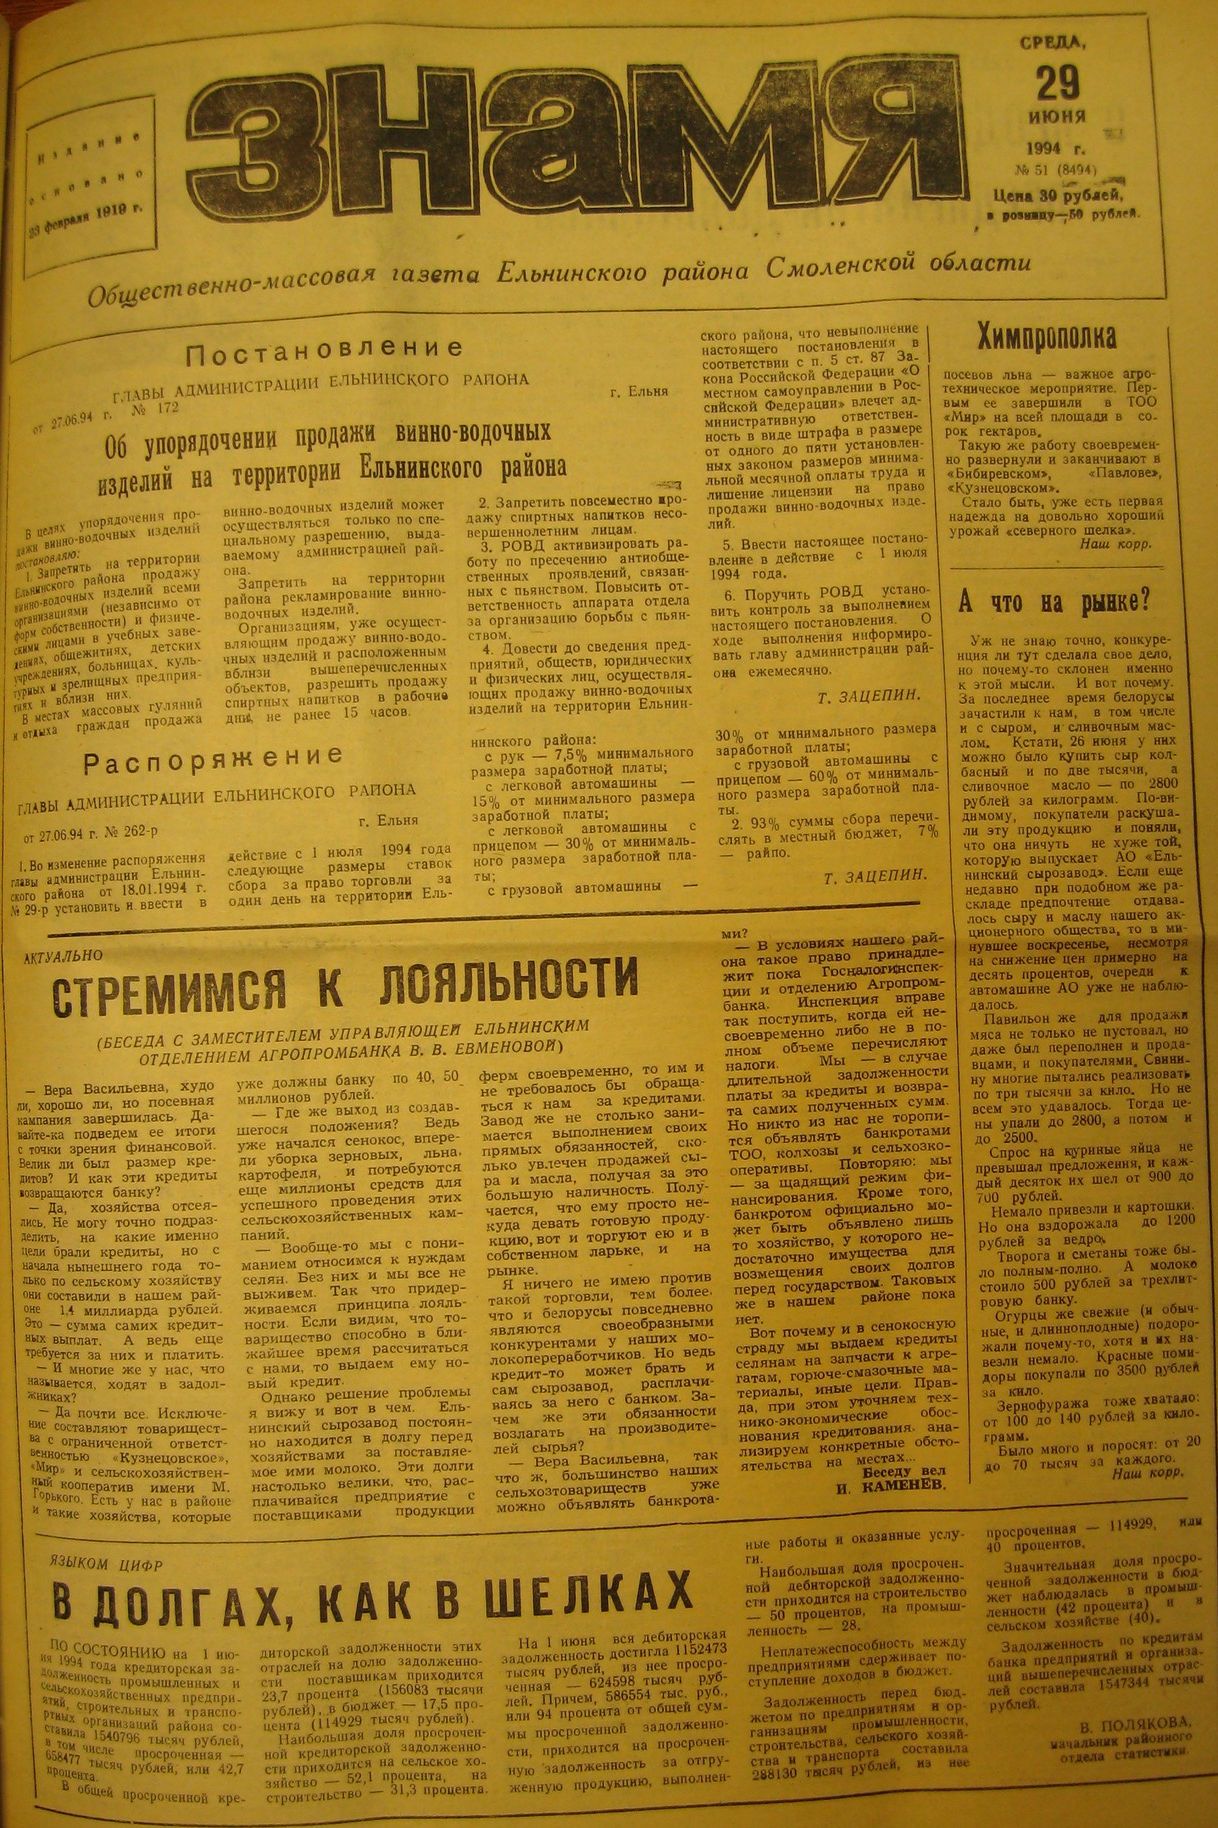 Издание
основано
23 февраля 1919 г.
ЗНАМЯ
СРЕДА,
29
ИЮНЯ
1994 г.
№ 51 (8494)
Цена 30 рублей,
в розницу—50 рублей.
Общественно-массовая газета Ельнинского района Смоленской области
Постановление
ГЛАВЫ АДМИНИСТРАЦИИ ЕЛЬНИНСКОГО РАЙОНА
от 27.06.94 г. № 172
г. Ельня
Об упорядочении продажи винно-водочных
изделий на территории Ельнинского района
В целях упорядочения про-
дажи винно-водочных изделий
постановляю:
1. Запретить на территории
Ельнинского района продажу
винно-водочных изделий всеми
организациями (независимо от
форм собственности) и физиче-
скими лицами в учебных заве-
дениях, общежитиях, детских
учреждениях, больницах, куль-
турных и зрелищных предприя-
тиях и вблизи них.
В местах массовых гуляний
и отдыха граждан продажа
винно-водочных изделий может
осуществляться только по спе-
циальному разрешению, выда-
ваемому администрацией рай-
она.
Запретить на территории
района рекламирование винно-
водочных изделий.
Организациям, уже осущест-
вляющим продажу винно-водо-
чных изделий и расположенным
вблизи вышеперечисленных
объектов, разрешить продажу
спиртных напитков в рабочие
дни, не ранее 15 часов.
2. Запретить повсеместно про-
дажу спиртных напитков несо-
вершеннолетним лицам.
3. РОВД активизировать ра-
боту по пресечению антиобще-
ственных проявлений, связан-
ных с пьянством. Повысить от-
ветственность аппарата отдела
за организацию борьбы с пьян-
ством.
4. Довести до сведения пред-
приятий, обществ, юридических
и физических лиц, осуществля-
ющих продажу винно-водочных
изделий на территории Ельнин-
ского района, что невыполнение
настоящего постановления в
соответствии с п. 5 ст. 87 За-
кона Российской Федерации «О
местном самоуправлении в Рос-
сийской Федерации» влечет ад-
министративную ответствен-
ность в виде штрафа в размере
от одного до пяти установлен-
ных законом размеров минима-
льной месячной оплаты труда и
лишение лицензии на право
продажи винно-водочных изде-
лий.
5. Ввести настоящее постано-
вление в действие с 1 июля
1994 года.
6. Поручить РОВД устано-
вить контроль за выполнением
настоящего постановления. О
ходе выполнения информиро-
вать главу администрации рай-
она ежемесячно.
Т. ЗАЦЕПИН.
Распоряжение
ГЛАВЫ АДМИНИСТРАЦИИ ЕЛЬНИНСКОГО РАЙОНА
от 27.06.94 г. № 262-р
г. Ельня
1. Во изменение распоряжения
главы администрации Ельнин-
ского района от 18.01.1994 г.
№ 29-р установить и ввести в
действие с 1 июля 1994 года
следующие размеры ставок
сбора за право торговли за
один день на территории Ель-
нинского района:
с рук — 7,5% минимального
размера заработной платы;
с легковой автомашины —
15% от минимального размера
заработной платы;
с легковой автомашины с
прицепом — 30% от минималь-
ного размера заработной пла-
ты;
с грузовой автомашины —
30% от минимального размера
заработной платы;
с грузовой автомашины с
прицепом — 60% от минималь-
ного размера заработной пла-
ты.
2. 93% суммы сбора перечи-
слять в местный бюджет, 7%
— райпо.
Т. ЗАЦЕПИН.
Химпрополка
посевов льна — важное агро-
техническое мероприятие. Пер-
вым ее завершили в ТОО
«Мир» на всей площади в со-
рок гектаров.
Такую же работу своевремен-
но развернули и заканчивают в
«Бибиревском», «Павлове»,
«Кузнецовском».
Стало быть, уже есть первая
надежда на довольно хороший
урожай «северного шелка».
Наш корр.
А что на рынке?
Уж не знаю точно, конкуре-
нция ли тут сделала свое дело,
но почему-то склонен именно
к этой мысли. И вот почему.
За последнее время белорусы
зачастили к нам, в том числе
и с сыром, и сливочным мас-
лом. Кстати, 26 июня у них
можно было купить сыр кол-
басный и по две тысячи, а
сливочное масло — по 2800
рублей за килограмм. По-ви-
димому, покупатели раскуша-
ли эту продукцию и поняли,
что она ничуть не хуже той,
которую выпускает АО «Ель-
нинский сырозавод». Если еще
недавно при подобном же ра-
складе предпочтение отдава-
лось сыру и маслу нашего ак-
ционерного общества, то в ми-
нувшее воскресенье, несмотря
на снижение цен примерно на
десять процентов, очереди к
автомашине АО уже не наблю-
далось.
Павильон же для продажи
мяса не только не пустовал, но
даже был переполнен и прода-
вцами, и покупателями. Свини-
ну многие пытались реализовать
по три тысячи за кило. Но не
всем это удавалось. Тогда це-
ны упали до 2800, а потом и
до 2500.
Спрос на куриные яйца не
превышал предложения, и каж-
дый десяток их шел от 900 до
700 рублей.
Немало привезли и картошки.
Но она вздорожала до 1200
рублей за ведро.
Творога и сметаны тоже бы-
ло полным-полно. А молоко
стоило 500 рублей за трехлит-
ровую банку.
Огурцы же свежие (и обыч-
ные, и длинноплодные) подоро-
жали почему-то, хотя и их на-
везли немало. Красные поми-
доры покупали по 3500 рублей
за кило.
Зернофуража тоже хватало:
от 100 до 140 рублей за кило-
грамм.
Было много и поросят: от 20
до 70 тысяч за каждого.
Наш корр.
АКТУАЛЬНО
СТРЕМИМСЯ К ЛОЯЛЬНОСТИ
(БЕСЕДА С ЗАМЕСТИТЕЛЕМ УПРАВЛЯЮЩЕЙ ЕЛЬНИНСКИМ
ОТДЕЛЕНИЕМ АГРОПРОМБАНКА В. В. ЕВМЕНОВОЙ)
— Вера Васильевна, худо
ли, хорошо ли, но посевная
кампания завершилась. Да-
вайте-ка подведем ее итоги
с точки зрения финансовой.
Велик ли был размер кре-
дитов? И как эти кредиты
возвращаются банку?
— Да, хозяйства отсея-
лись. Не могу точно подраз-
делить, на какие именно
цели брали кредиты, но с
начала нынешнего года то-
лько по сельскому хозяйству
они составили в нашем рай-
оне 1,4 миллиарда рублей.
Это — сумма самих кредит-
ных выплат. А ведь еще
требуется за них и платить.
— И многие же у нас, что
называется, ходят в задол-
жниках?
— Да почти все. Исключе-
ние составляют товарищест-
ва с ограниченной ответст-
венностью «Кузнецовское»,
«Мир» и сельскохозяйствен-
ный кооператив имени М.
Горького. Есть у нас в районе
и такие хозяйства, которые
уже должны банку по 40, 50
миллионов рублей.
— Где же выход из создав-
шегося положения? Ведь
уже начался сенокос, впере-
ди уборка зерновых, льна,
картофеля, и потребуются
еще миллионы средств для
успешного проведения этих
сельскохозяйственных кам-
паний.
— Вообще-то мы с пони-
манием относимся к нуждам
селян. Без них и мы все не
выживем. Так что придер-
живаемся принципа лояль-
ности. Если видим, что то-
варищество способно в бли-
жайшее время рассчитаться
с нами, то выдаем ему но-
вый кредит.
Однако решение проблемы
я вижу и вот в чем. Ель-
нинский сырозавод постоян-
но находится в долгу перед
хозяйствами за поставляе-
мое ими молоко. Эти долги
настолько велики, что, рас-
плачивайся предприятие с
поставщиками продукции
ферм своевременно, то им и
не требовалось бы обраща-
ться к нам за кредитами.
Завод же не столько зани-
мается выполнением своих
прямых обязанностей, ско-
лько увлечен продажей сы-
ра и масла, получая за это
большую наличность. Полу-
чается, что ему просто не-
куда девать готовую проду-
кцию, вот и торгуют ею и в
собственном ларьке, и на
рынке.
Я ничего не имею против
такой торговли, тем более,
что и белорусы повседневно
являются своеобразными
конкурентами у наших мо-
локопереработчиков. Но ведь
кредит-то может брать и
сам сырозавод, расплачи-
ваясь за него с банком. За-
чем же эти обязанности
возлагать на производите-
лей сырья?
— Вера Васильевна, так
что ж, большинство наших
сельхозтовариществ уже
можно объявлять банкрота-
ми?
— В условиях нашего рай-
она такое право принадле-
жит пока Госналогинспек-
ции и отделению Агропром-
банка. Инспекция вправе
так поступить, когда ей не-
своевременно либо не в по-
лном объеме перечисляют
налоги. Мы — в случае
длительной задолженности
платы за кредиты и возвра-
та самих полученных сумм.
Но никто из нас не торопи-
тся объявлять банкротами
ТОО, колхозы и сельхозко-
оперативы. Повторяю: мы
— за щадящий режим фи-
нансирования. Кроме того,
банкротом официально мо-
жет быть объявлено лишь
то хозяйство, у которого не-
достаточно имущества для
возмещения своих долгов
перед государством. Таковых
же в нашем районе пока
нет.
Вот почему и в сенокосную
страду мы выдаем кредиты
селянам на запчасти к агре-
гатам, горюче-смазочные ма-
териалы, иные цели. Прав-
да, при этом уточняем тех-
нико-экономические обос-
нования кредитования, ана-
лизируем конкретные обсто-
ятельства на местах...
Беседу вел
И. КАМЕНЕВ.
ЯЗЫКОМ ЦИФР
В ДОЛГАХ, КАК В ШЕЛКАХ
ПО СОСТОЯНИЮ на 1 ию-
ня 1994 года кредиторская за-
долженность промышленных и
сельскохозяйственных предпри-
ятий, строительных и транспо-
ртных организаций района со-
ставила 1540796 тысяч рублей,
в том числе просроченная —
658477 тысяч рублей, или 42,7
процента.
В общей просроченной кре-
диторской задолженности этих
отраслей на долю задолженно-
сти поставщикам приходится
23,7 процента (156083 тысячи
рублей), в бюджет — 17,5 про-
цента (114929 тысяч рублей).
Наибольшая доля просрочен-
ной кредиторской задолженно-
сти приходится на сельское хо-
зяйство — 52,1 процента, на
строительство — 31,3 процента.
На 1 июня вся дебиторская
задолженность достигла 1152473
тысяч рублей, из нее просро-
ченная — 624598 тысяч руб-
лей. Причем, 586554 тыс. руб.,
или 94 процента от общей сум-
мы просроченной задолженно-
сти, приходится на просрочен-
ную задолженность за отгру-
женную продукцию, выполнен-
ные работы и оказанные услу-
ги.
Наибольшая доля просрочен-
ной дебиторской задолженно-
сти приходится на строительство
— 50 процентов, на промыш-
ленность — 28.
Неплатежеспособность между
предприятиями сдерживает по-
ступление доходов в бюджет.
Задолженность перед бюд-
жетом по предприятиям и ор-
ганизациям промышленности,
строительства, сельского хозяй-
ства и транспорта составила
288130 тысяч рублей, из нее
просроченная — 114929, или
40 процентов.
Значительная доля просро-
ченной задолженности в бюд-
жет наблюдалась в промыш-
ленности (42 процента) и в
сельском хозяйстве (40).
Задолженность по кредитам
банка предприятий и организа-
ций вышеперечисленных отрас-
лей составила 1547344 тысячи
рублей.
В. ПОЛЯКОВА,
начальник районного
отдела статистики.